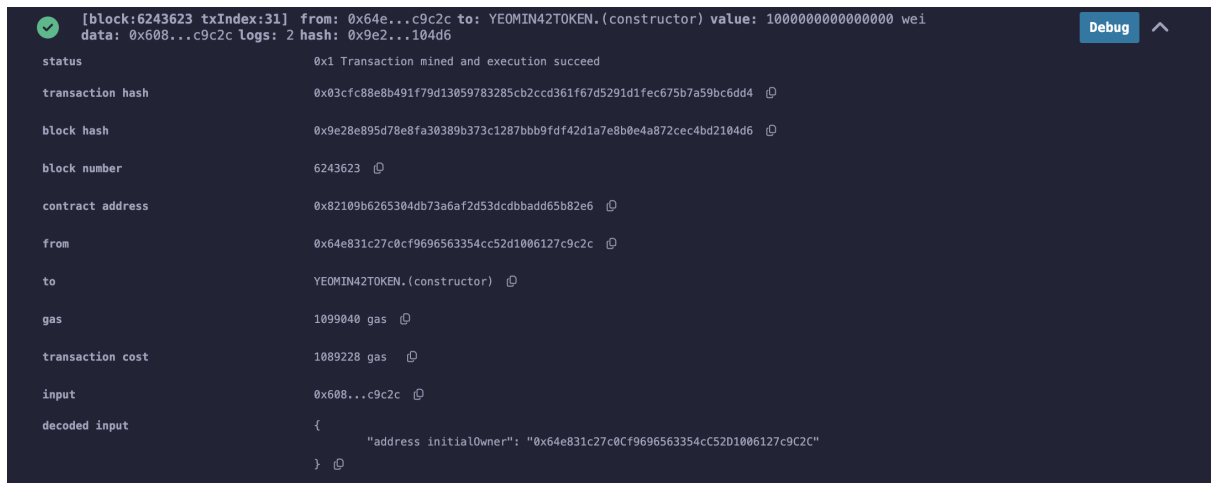 [block:6243623 txIndex:31] from: 0x64e...c9c2c to: YEOMIN42TOKEN.(constructor) value: 1000000000000000 wei
data: 0x608...c9c2c logs: 2 hash: 0x9e2...104d6
Debug
status 0x1 Transaction mined and execution succeed
transaction hash 0x03cfc88e8b491f79d13059783285cb2ccd361f67d5291d1fec675b7a59bc6dd4
block hash 0x9e28e895d78e8fa30389b373c1287bbb9fdf42d1a7e8b0e4a872cec4bd2104d6
block number 6243623
contract address 0x82109b6265304db73a6af2d53dcdbbadd65b82e6
from 0x64e831c27c0cf9696563354cc52d1006127c9c2c
to YEOMIN42TOKEN.(constructor)
gas 1099040 gas
transaction cost 1089228 gas
input 0x608...c9c2c
decoded input {
"address initialOwner": "0x64e831c27c0Cf9696563354cC52D1006127c9C2C"
}